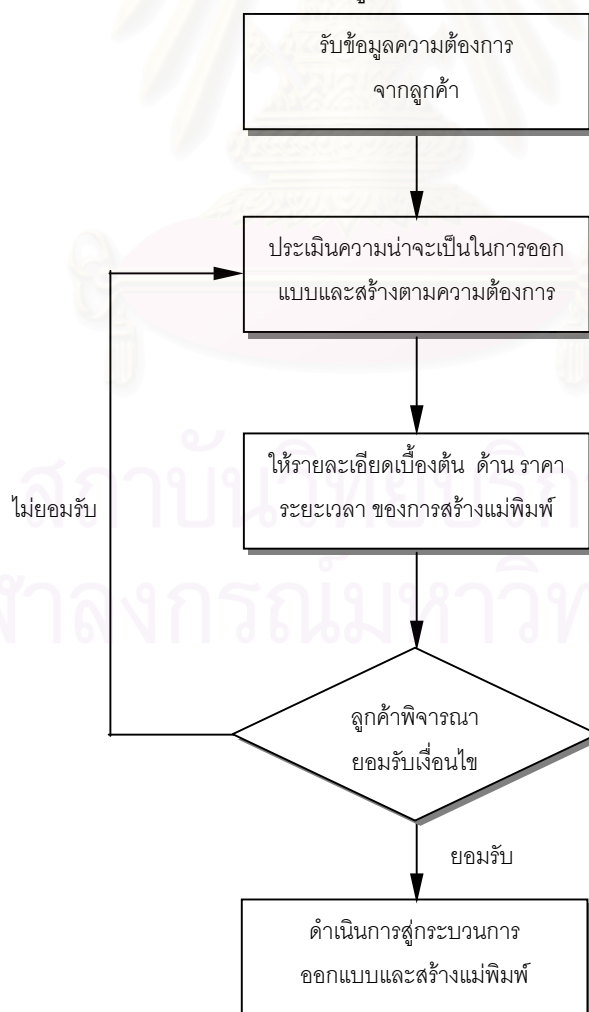 รับข้อมูลความต้องการ
จากลูกค้า
ประเมินความน่าจะเป็นในการออก
แบบและสร้างตามความต้องการ
ให้รายละเอียดเบื้องต้น ด้าน ราคา
ระยะเวลา ของการสร้างแม่พิมพ์
ไม่ยอมรับ
ลูกค้าพิจารณา
ยอมรับเงื่อนไข
ยอมรับ
ดำเนินการสู่กระบวนการ
ออกแบบและสร้างแม่พิมพ์